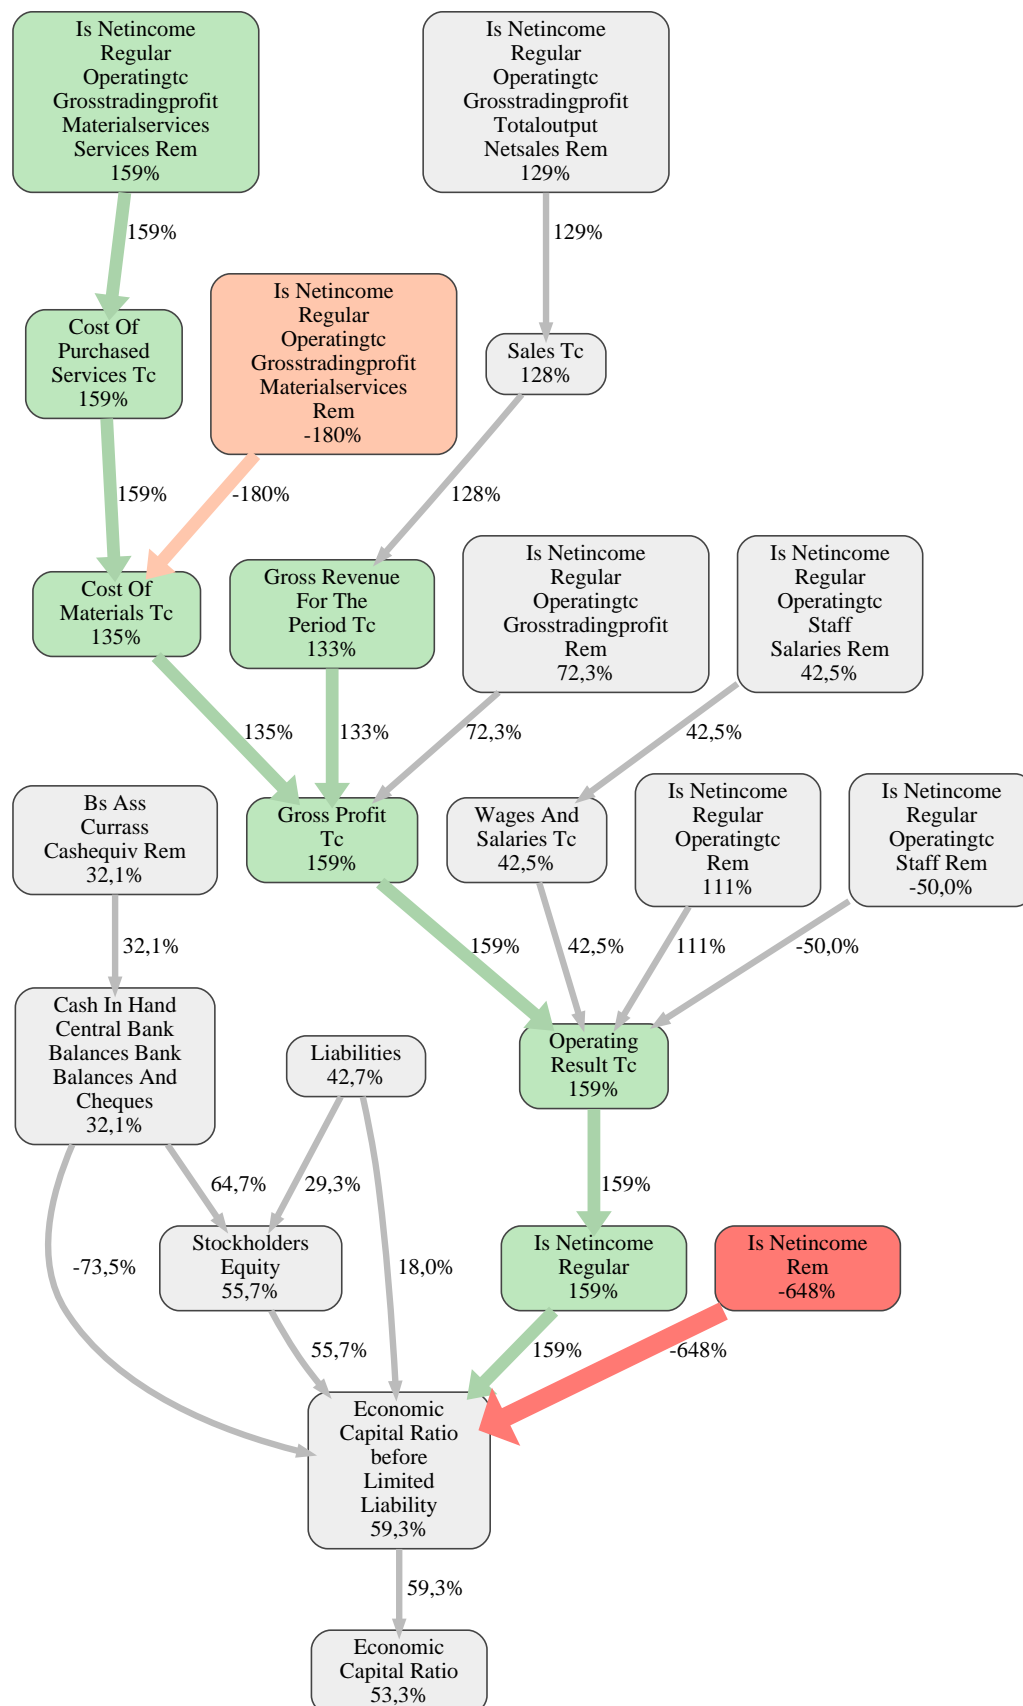 Is Netincome
Regular
Operatingtc
Grosstradingprofit
Materialservices
Services Rem
159%
Is Netincome
Regular
Operatingtc
Grosstradingprofit
Totaloutput
Netsales Rem
129%
159%
129%
Cost Of
Purchased
Services Tc
159%
Is Netincome
Regular
Operatingtc
Grosstradingprofit
Materialservices
Rem
-180%
Sales Tc
128%
159%
-180%
128%
Cost Of
Materials Tc
135%
Gross Revenue
For The
Period Tc
133%
Is Netincome
Regular
Operatingtc
Grosstradingprofit
Rem
72,3%
Is Netincome
Regular
Operatingtc
Staff
Salaries Rem
42,5%
135%
133%
72,3%
42,5%
Bs Ass
Currass
Cashequiv Rem
32,1%
Gross Profit
Tc
159%
Wages And
Salaries Tc
42,5%
Is Netincome
Regular
Operatingtc
Rem
111%
Is Netincome
Regular
Operatingtc
Staff Rem
-50,0%
32,1%
159%
42,5%
111%
-50,0%
Cash In Hand
Central Bank
Balances Bank
Balances And
Cheques
32,1%
Liabilities
42,7%
Operating
Result Tc
159%
64,7%
29,3%
159%
Stockholders
Equity
55,7%
Is Netincome
Regular
159%
Is Netincome
Rem
-648%
-73,5%
18,0%
55,7%
159%
-648%
Economic
Capital Ratio
before
Limited
Liability
59,3%
59,3%
Economic
Capital Ratio
53,3%